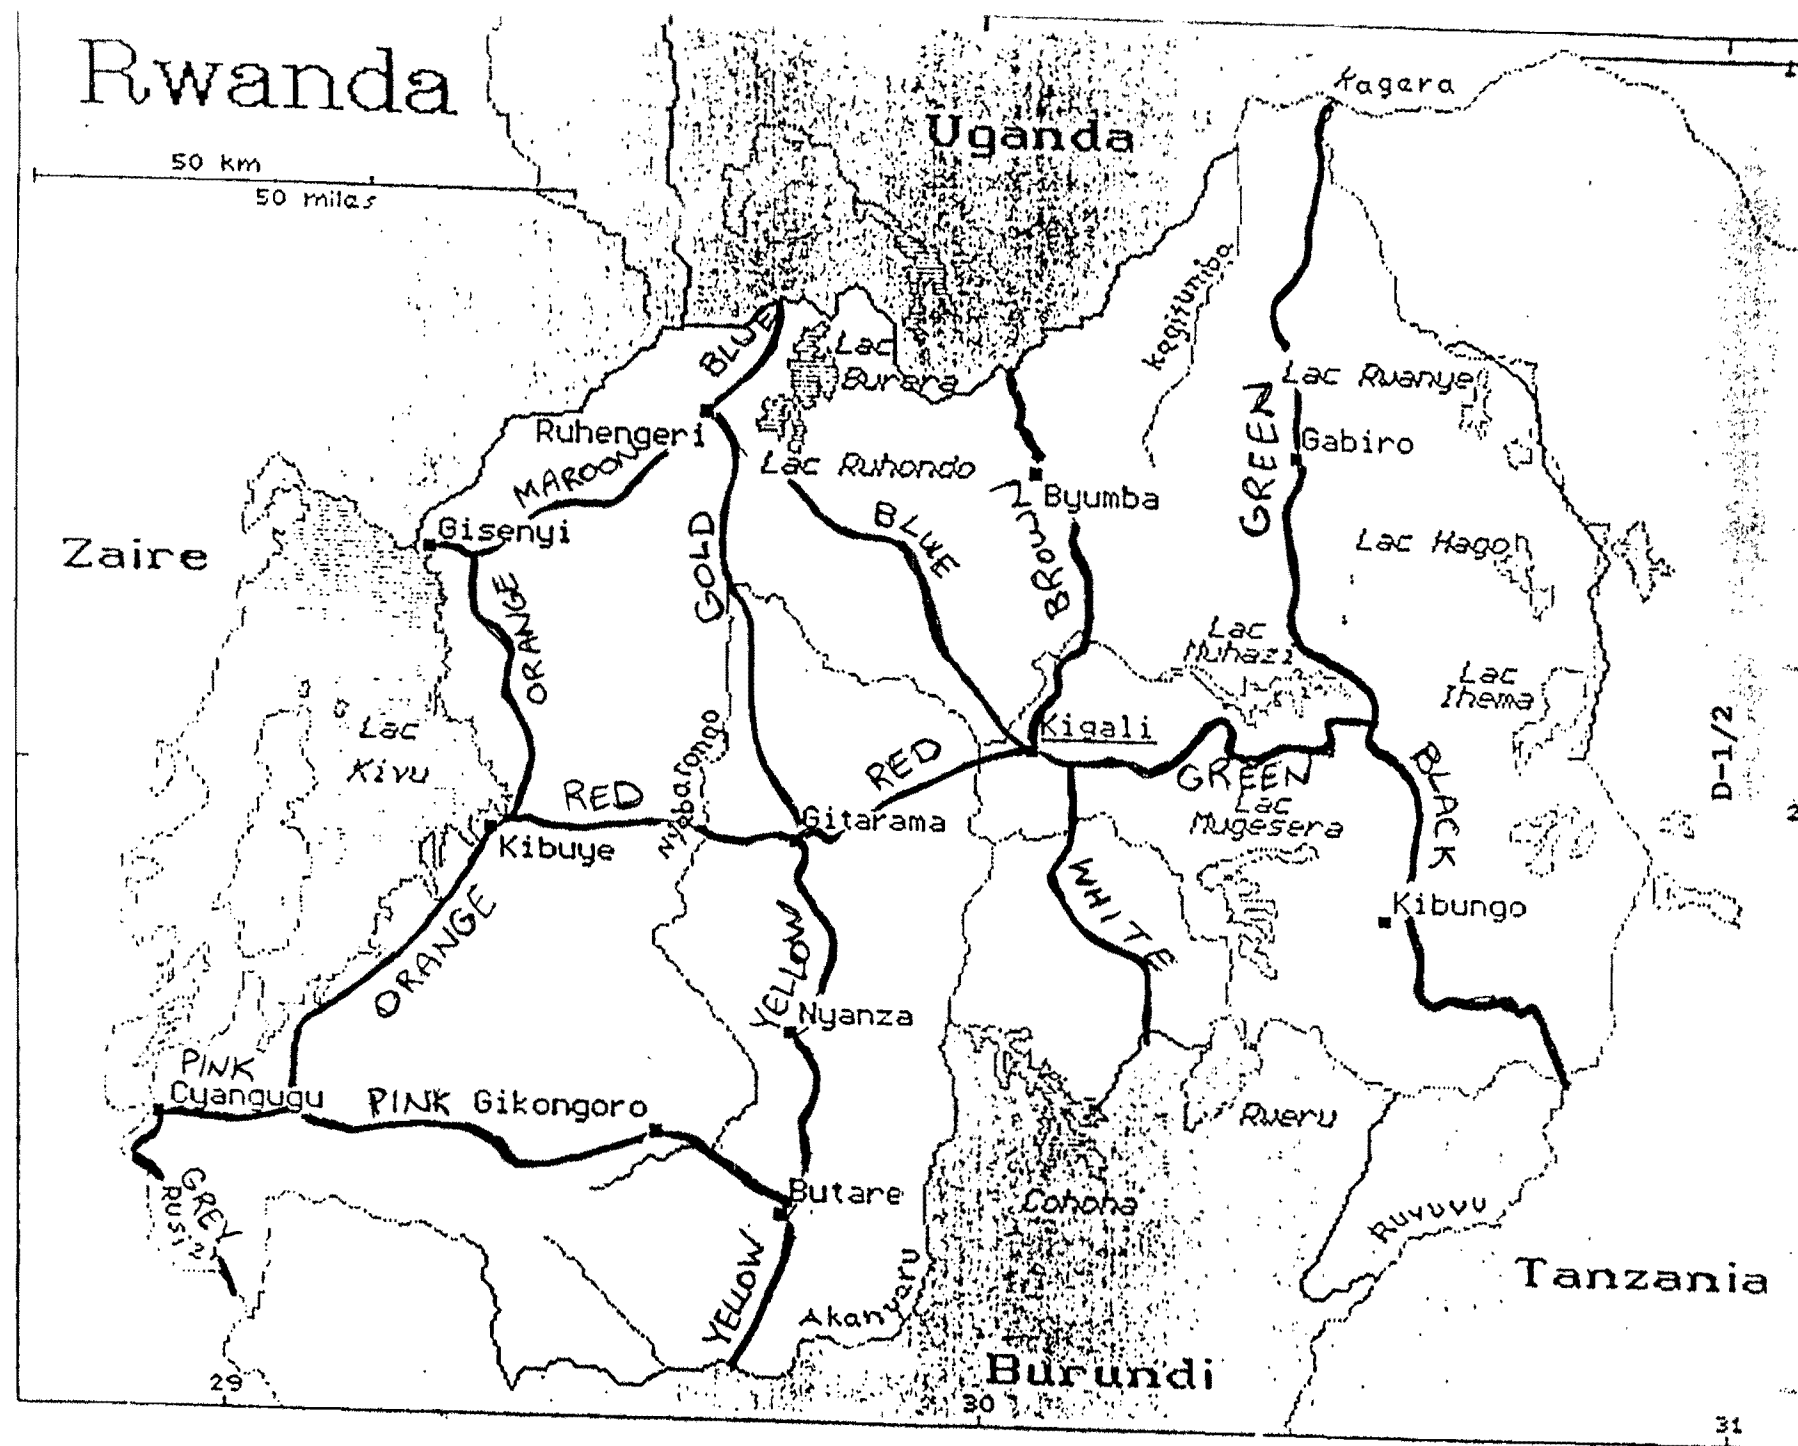 Rwanda
50 km
50 miles
Uganda
Kagera
1
Kagitumba
BLUE
Lac
Burera
Ruhengeri
MAROON
Lac Ruhondo
Byumba
BROWN
GREEN
Lac Rwanye
Gabiro
Zaire
Gisenyi
ORANGE
GOLD
BLUE
Lac Hago
Lac
Muhazi
Lac
Ihema
D-1/2
Lac
Kivu
Nyabarongo
Kigali
RED
RED
GREEN
BLACK
Gitarama
Kibuye
Lac
Mugesera
2
WHITE
Kibungo
ORANGE
YELLOW
Nyanza
PINK
Cyangugu
PINK Gikongoro
Rweru
GREY
Rusizi
Butare
Cohoha
Ruvuvu
YELLOW
Akanyaru
Tanzania
Burundi
29
30
31